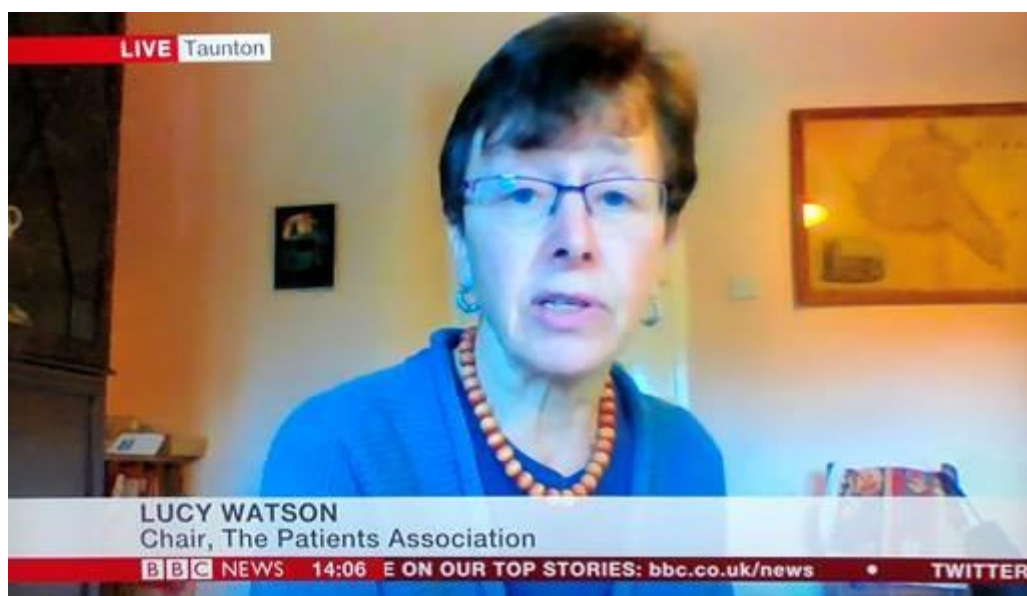 LIVE Taunton
LUCY WATSON
Chair, The Patients Association
BBC NEWS 14:06 E ON OUR TOP STORIES: bbc.co.uk/news • TWITTER